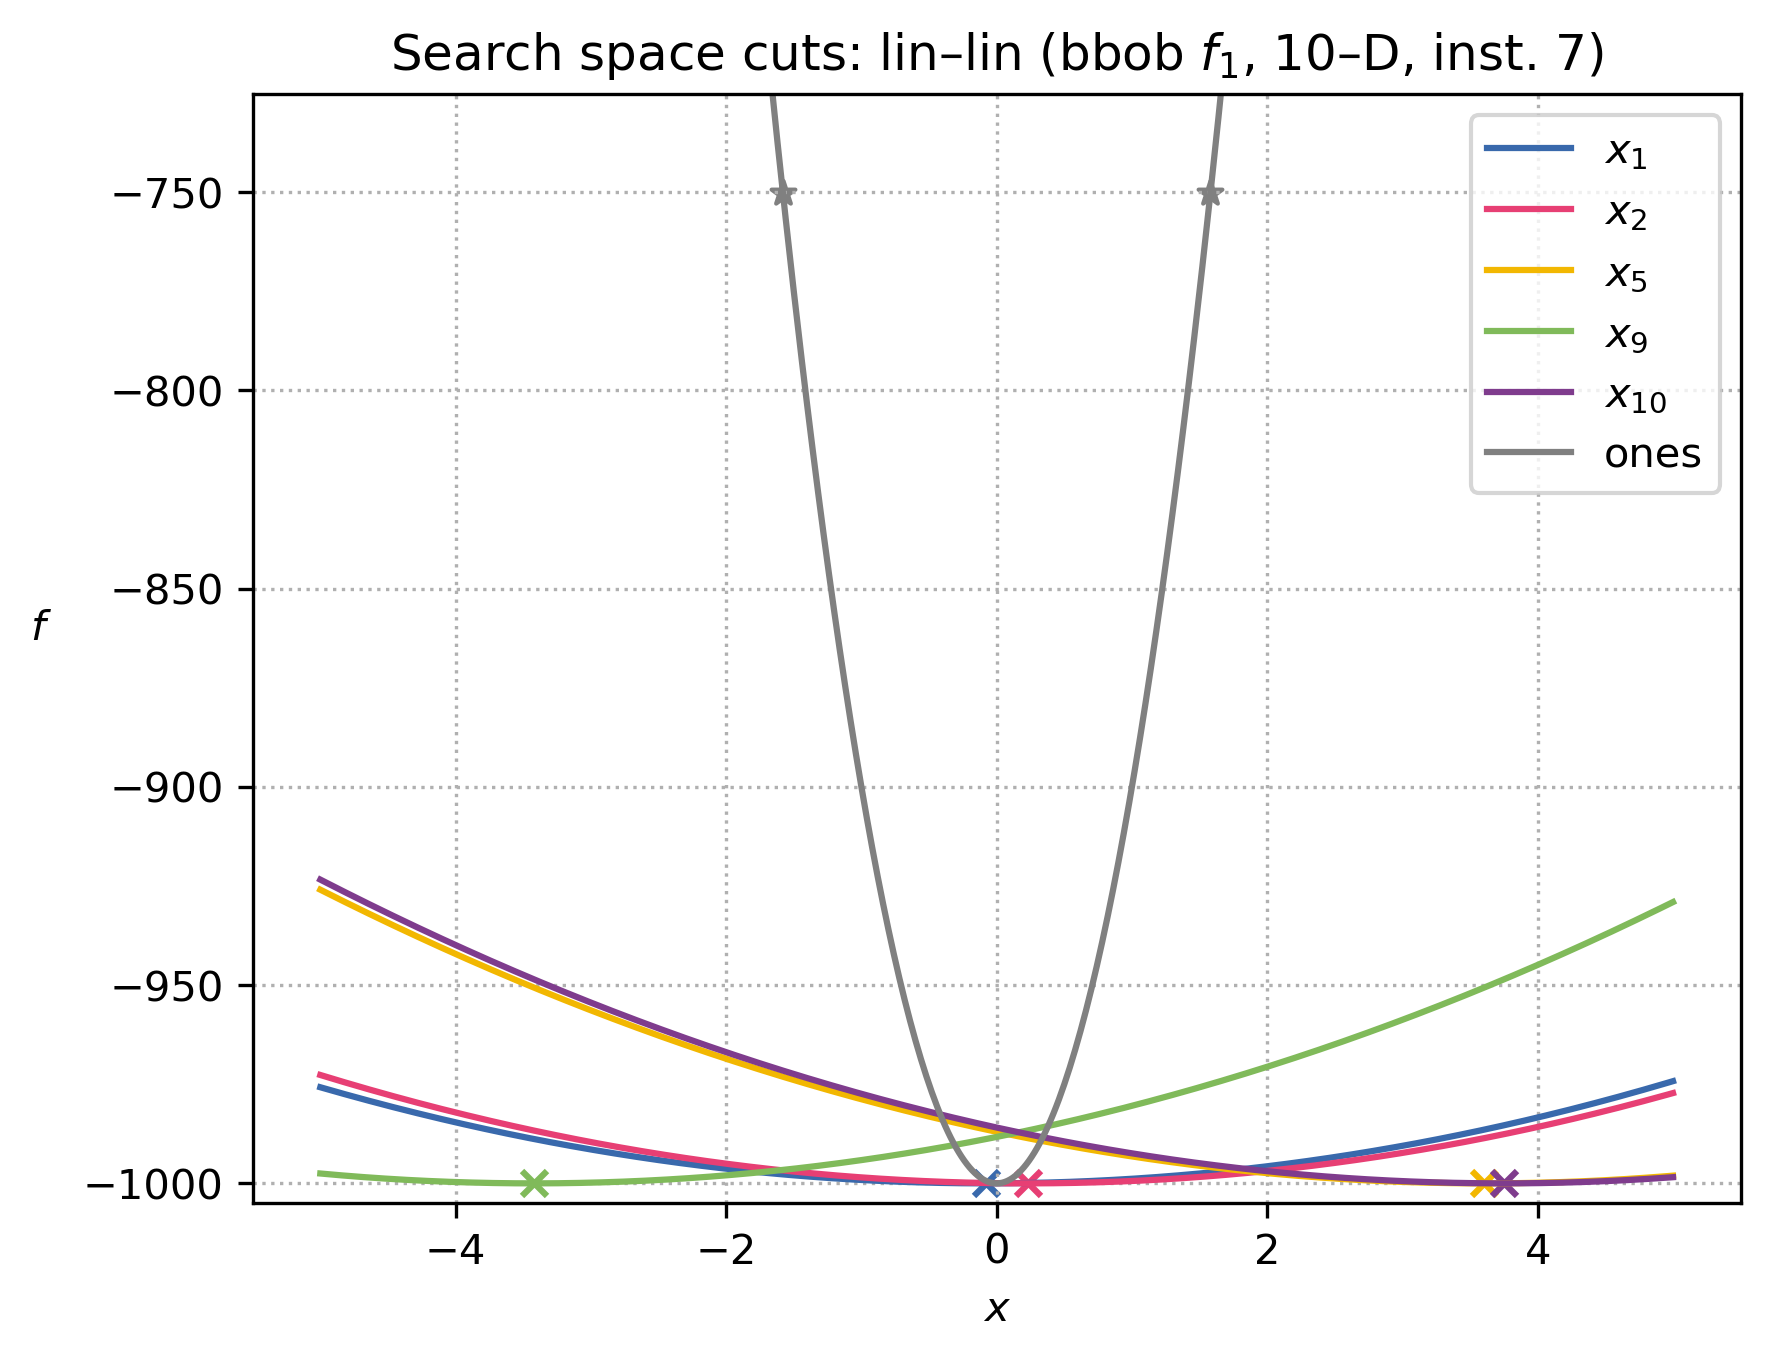 Search space cuts: lin–lin (bbob f₁, 10–D, inst. 7)
x₁
x₂
x₅
x₉
x₁₀
ones
−750
−800
−850
−900
−950
−1000
f
−4 −2 0 2 4
x